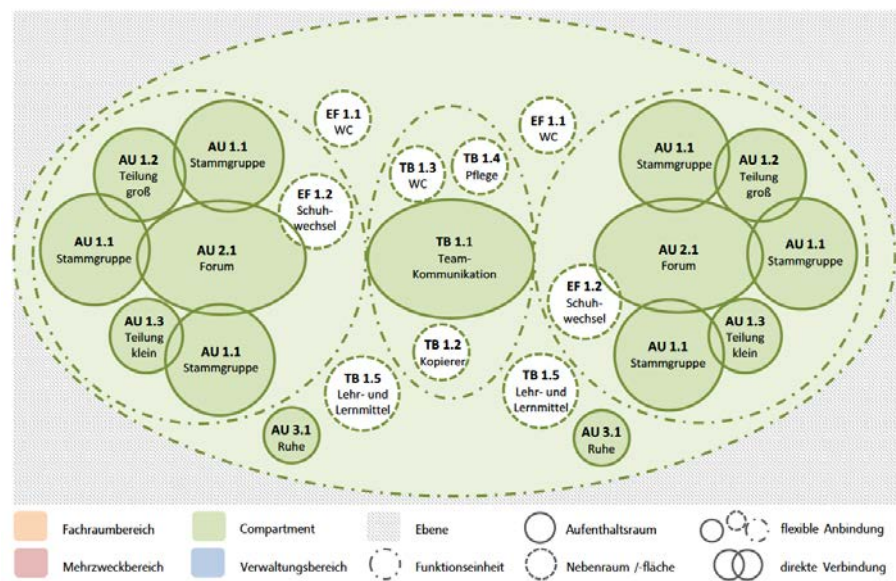 EF 1.1
WC
EF 1.1
WC
AU 1.1
Stammgruppe
AU 1.2
Teilung
groß
TB 1.3
WC
TB 1.4
Pflege
AU 1.1
Stammgruppe
AU 1.2
Teilung
groß
EF 1.2
Schuh-
wechsel
AU 1.1
Stammgruppe
AU 2.1
Forum
TB 1.1
Team-
Kommunikation
AU 2.1
Forum
AU 1.1
Stammgruppe
EF 1.2
Schuh-
wechsel
AU 1.3
Teilung
klein
AU 1.1
Stammgruppe
TB 1.2
Kopierer
AU 1.1
Stammgruppe
AU 1.3
Teilung
klein
TB 1.5
Lehr- und
Lernmittel
TB 1.5
Lehr- und
Lernmittel
AU 3.1
Ruhe
AU 3.1
Ruhe
Fachraumbereich
Compartment
Ebene
Aufenthaltsraum
flexible Anbindung
Mehrzweckbereich
Verwaltungsbereich
Funktionseinheit
Nebenraum /-fläche
direkte Verbindung